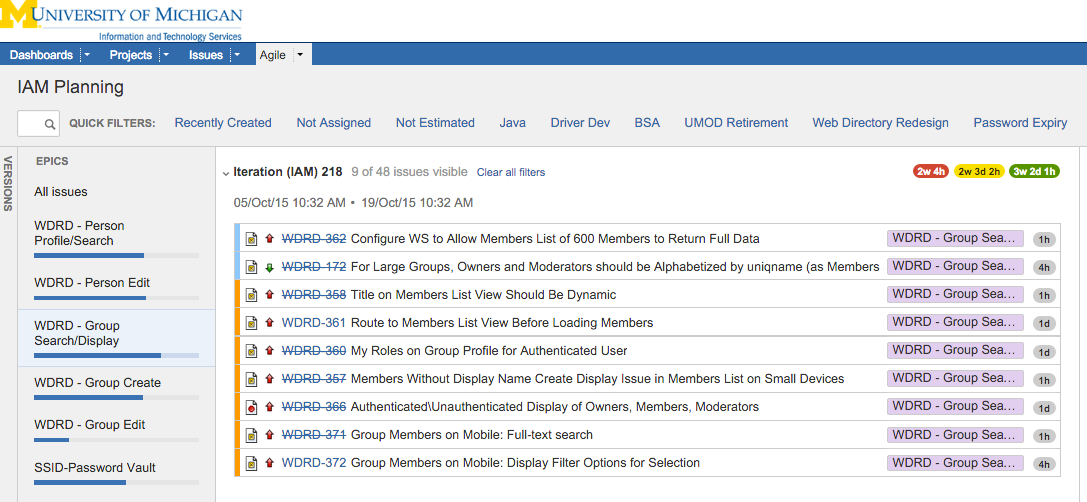 M UNIVERSITY OF MICHIGAN
Information and Technology Services
Dashboards Projects Issues Agile
IAM Planning
QUICK FILTERS: Recently Created Not Assigned Not Estimated Java Driver Dev BSA UMOD Retirement Web Directory Redesign Password Expiry
VERSIONS
EPICS
All issues
WDRD - Person
Profile/Search
WDRD - Person Edit
WDRD - Group
Search/Display
WDRD - Group Create
WDRD - Group Edit
SSID-Password Vault
Iteration (IAM) 218 9 of 48 issues visible Clear all filters 2w 4h 2w 3d 2h 3w 2d 1h
05/Oct/15 10:32 AM • 19/Oct/15 10:32 AM
WDRD-362 Configure WS to Allow Members List of 600 Members to Return Full Data WDRD - Group Sea... 1h
WDRD-172 For Large Groups, Owners and Moderators should be Alphabetized by uniqname (as Members WDRD - Group Sea... 4h
WDRD-358 Title on Members List View Should Be Dynamic WDRD - Group Sea... 1h
WDRD-361 Route to Members List View Before Loading Members WDRD - Group Sea... 1d
WDRD-360 My Roles on Group Profile for Authenticated User WDRD - Group Sea... 1d
WDRD-357 Members Without Display Name Create Display Issue in Members List on Small Devices WDRD - Group Sea... 1h
WDRD-366 Authenticated\Unauthenticated Display of Owners, Members, Moderators WDRD - Group Sea... 1d
WDRD-371 Group Members on Mobile: Full-text search WDRD - Group Sea... 1h
WDRD-372 Group Members on Mobile: Display Filter Options for Selection WDRD - Group Sea... 4h